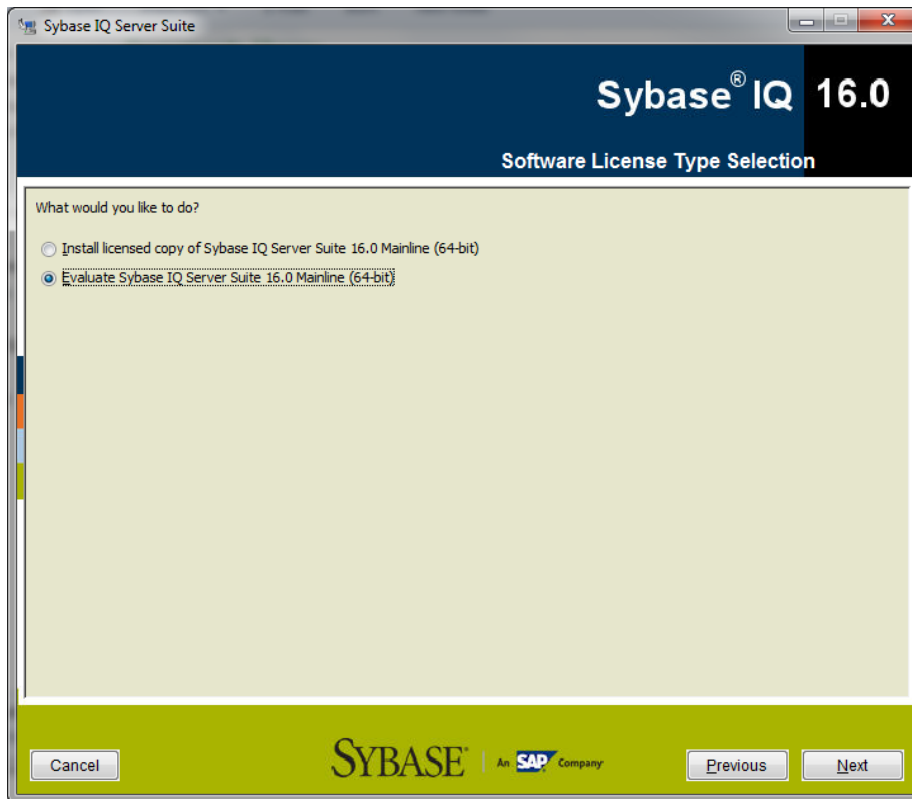 Sybase IQ Server Suite
Sybase® IQ 16.0
Software License Type Selection
What would you like to do?
Install licensed copy of Sybase IQ Server Suite 16.0 Mainline (64-bit)
Evaluate Sybase IQ Server Suite 16.0 Mainline (64-bit)
Cancel
SYBASE® An SAP Company
Previous
Next